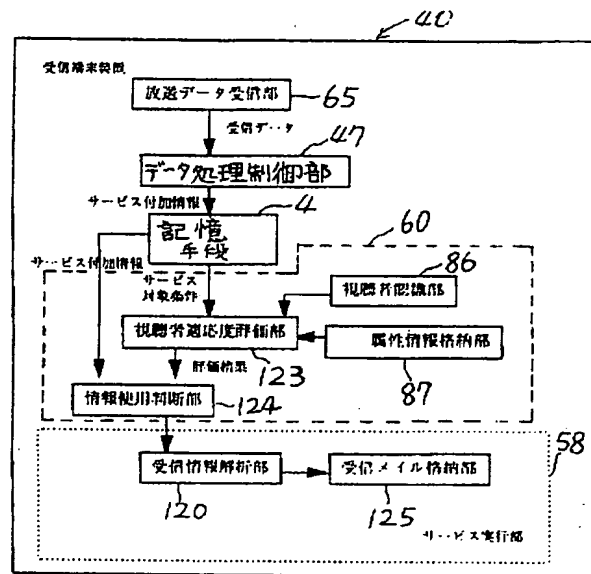 40
受信端末装置
放送データ受信部
65
受信データ
47
データ処理制御部
サービス付加情報
4
記憶
手段
60
サービス付加情報
サービス
対象条件
86
視聴者認識部
視聴者適応度評価部
属性情報格納部
評価結果
123
87
情報使用判断部
124
58
受信情報解析部
受信メイル格納部
120
125
サービス実行部